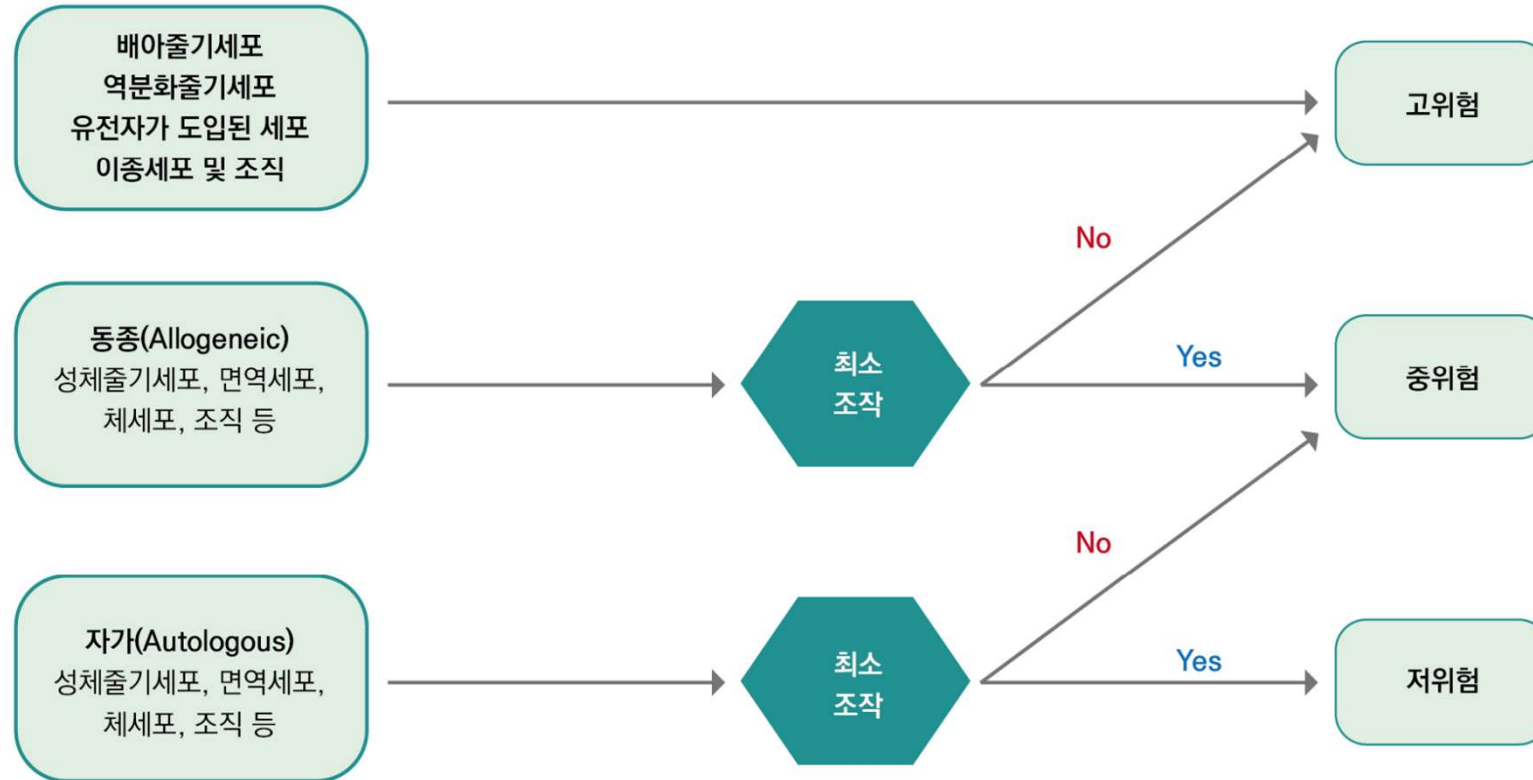 배아줄기세포
역분화줄기세포
유전자가 도입된 세포
이종세포 및 조직
고위험
No
동종(Allogeneic)
성체줄기세포, 면역세포,
체세포, 조직 등
최소
조작
Yes
중위험
No
자가(Autologous)
성체줄기세포, 면역세포,
체세포, 조직 등
최소
조작
Yes
저위험